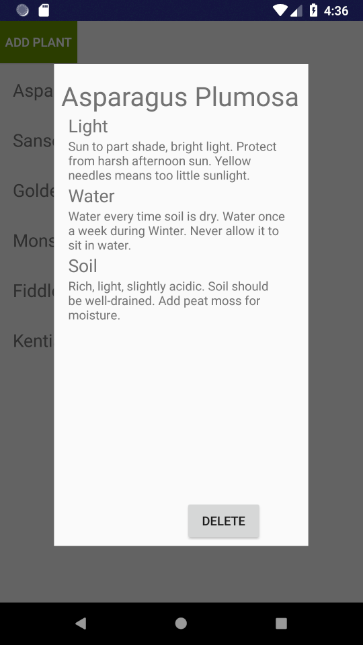 4:36
ADD PLANT
Asparagus Plumosa
Light
Sun to part shade, bright light. Protect
from harsh afternoon sun. Yellow
needles means too little sunlight.
Water
Water every time soil is dry. Water once
a week during Winter. Never allow it to
sit in water.
Soil
Rich, light, slightly acidic. Soil should
be well-drained. Add peat moss for
moisture.
DELETE
Aspa
Sans
Golde
Mons
Fiddle
Kenti